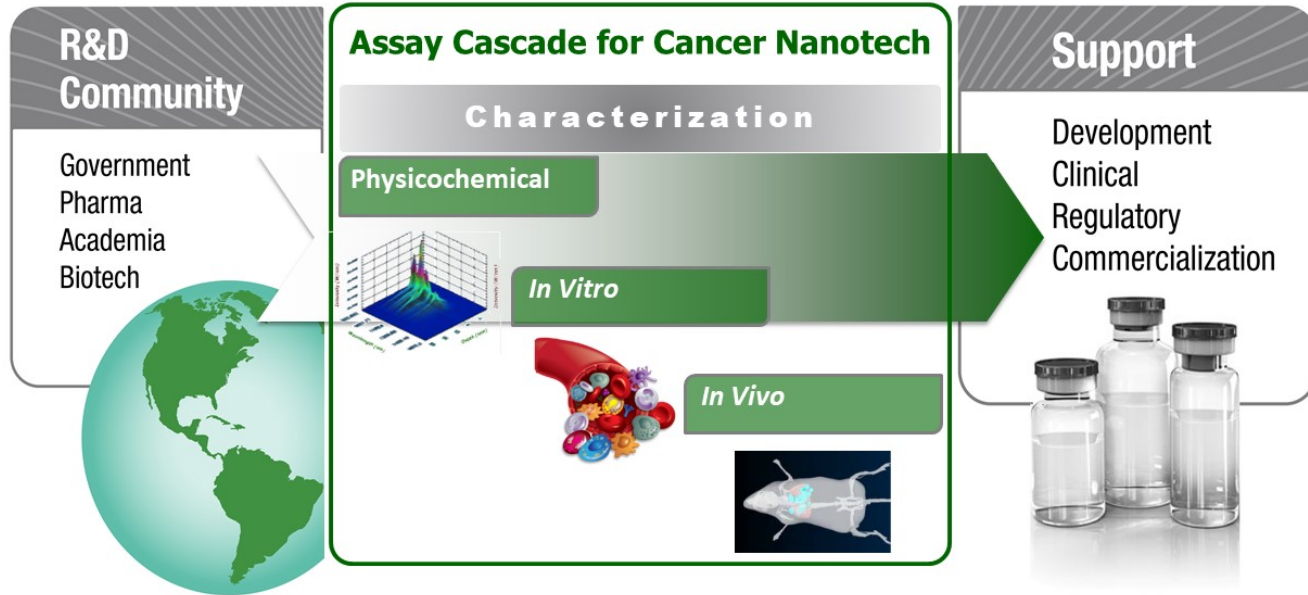 R&D
Community
Government
Pharma
Academia
Biotech
Assay Cascade for Cancer Nanotech
Characterization
Physicochemical
In Vitro
In Vivo
Support
Development
Clinical
Regulatory
Commercialization